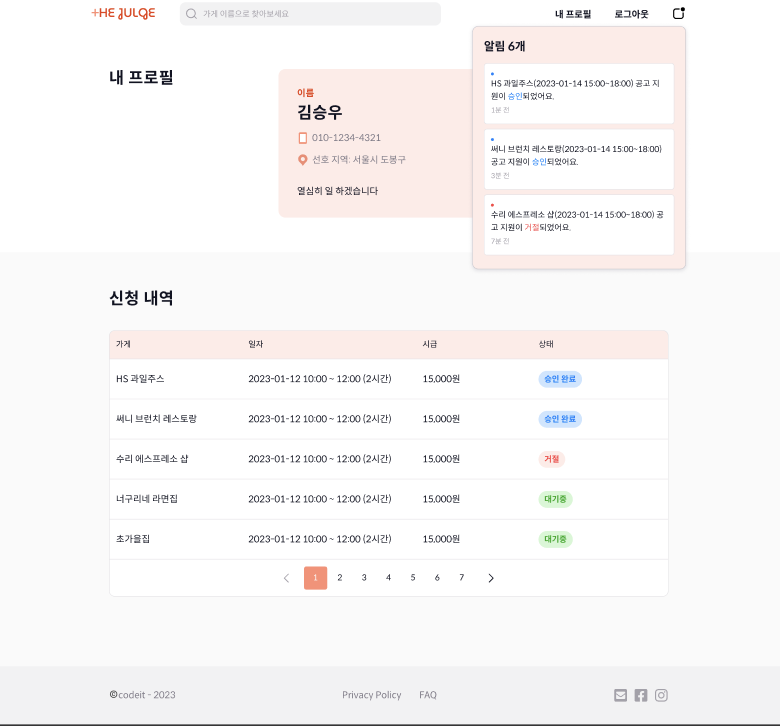 THE JULGE
가게 이름으로 찾아보세요
내 프로필
로그아웃
알림 6개
HS 과일주스(2023-01-14 15:00~18:00) 공고 지
원이 승인되었어요.
1분 전
써니 브런치 레스토랑(2023-01-14 15:00~18:00)
공고 지원이 승인되었어요.
3분 전
수리 에스프레소 샵(2023-01-14 15:00~18:00) 공
고 지원이 거절되었어요.
7분 전
내 프로필
이름
김승우
010-1234-4321
선호 지역: 서울시 도봉구
열심히 일 하겠습니다
신청 내역
가게 일자 시급 상태
HS 과일주스 2023-01-12 10:00 ~ 12:00 (2시간) 15,000원 승인 완료
써니 브런치 레스토랑 2023-01-12 10:00 ~ 12:00 (2시간) 15,000원 승인 완료
수리 에스프레소 샵 2023-01-12 10:00 ~ 12:00 (2시간) 15,000원 거절
너구리네 라면집 2023-01-12 10:00 ~ 12:00 (2시간) 15,000원 대기중
초가을집 2023-01-12 10:00 ~ 12:00 (2시간) 15,000원 대기중
1 2 3 4 5 6 7
©codeit - 2023
Privacy Policy
FAQ